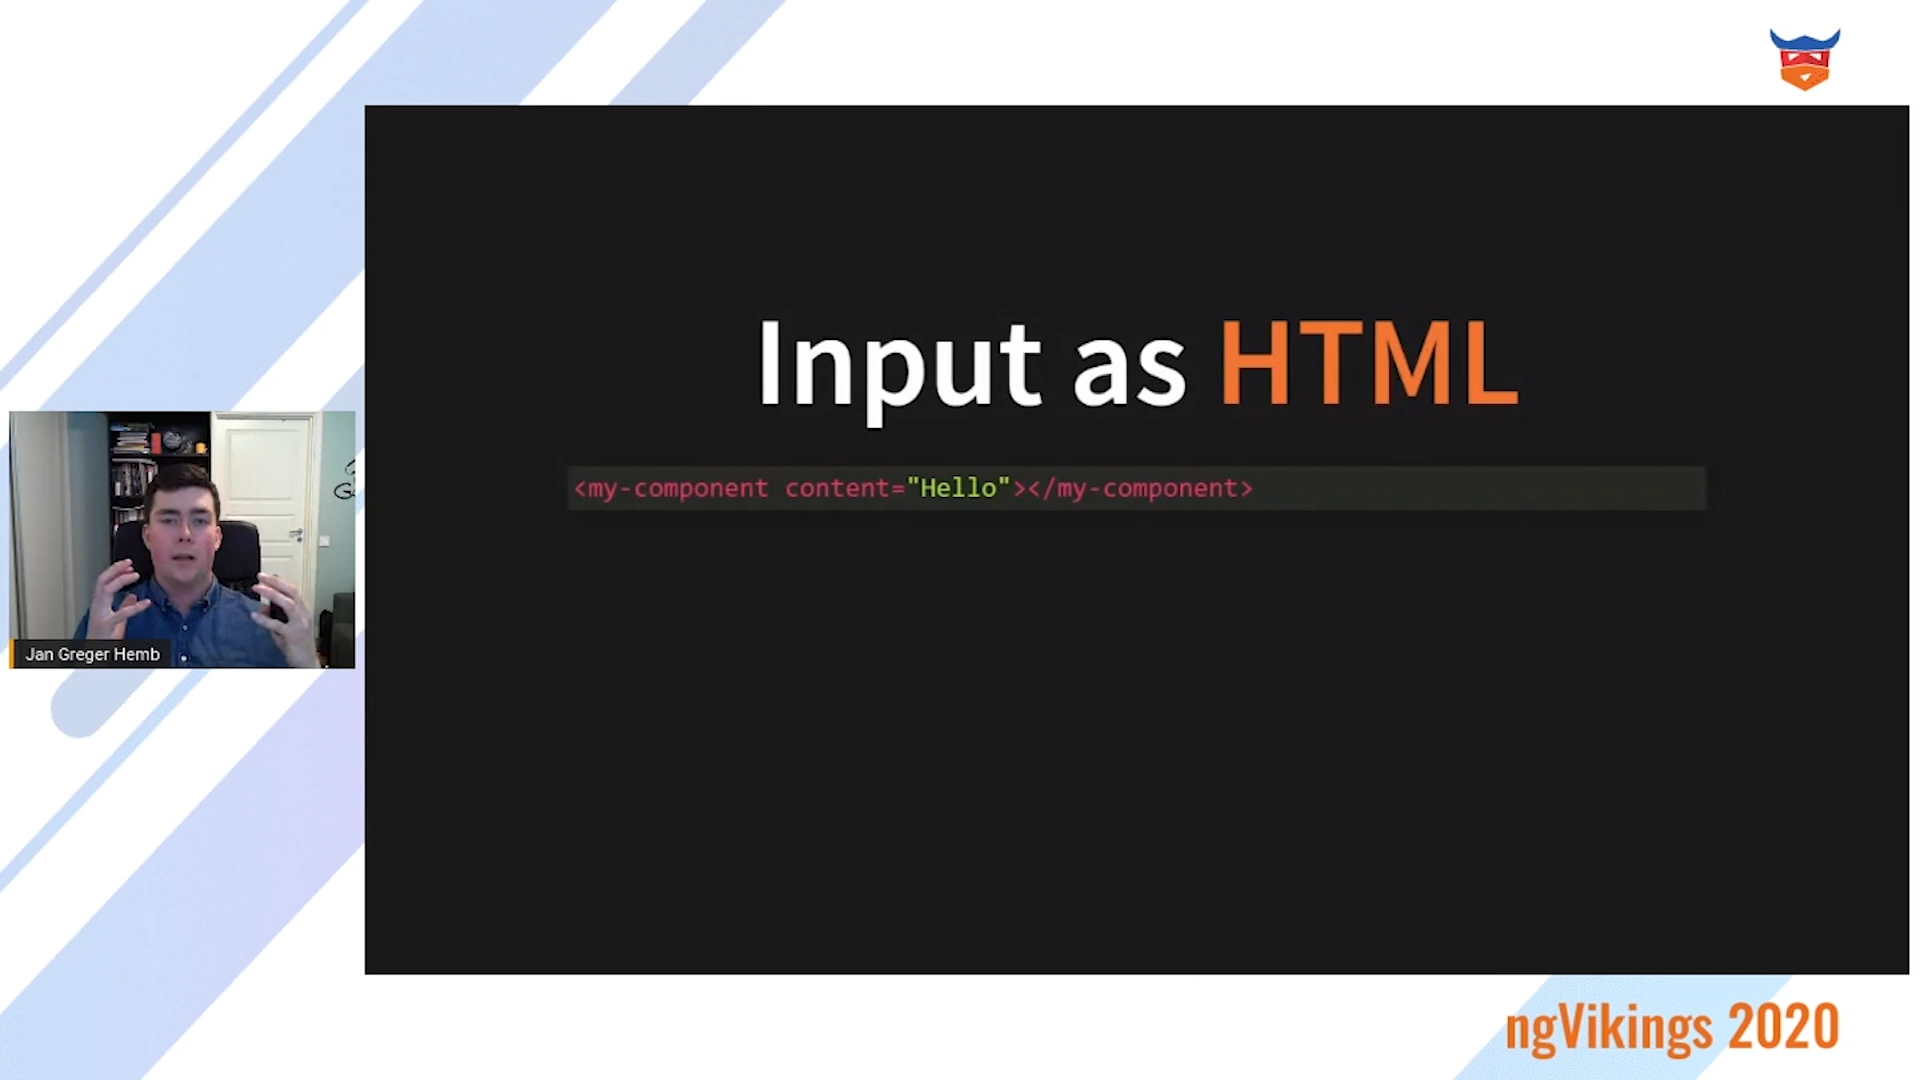 Input as HTML
<my-component content="Hello"></my-component>
Jan Greger Hemb
ngVikings 2020